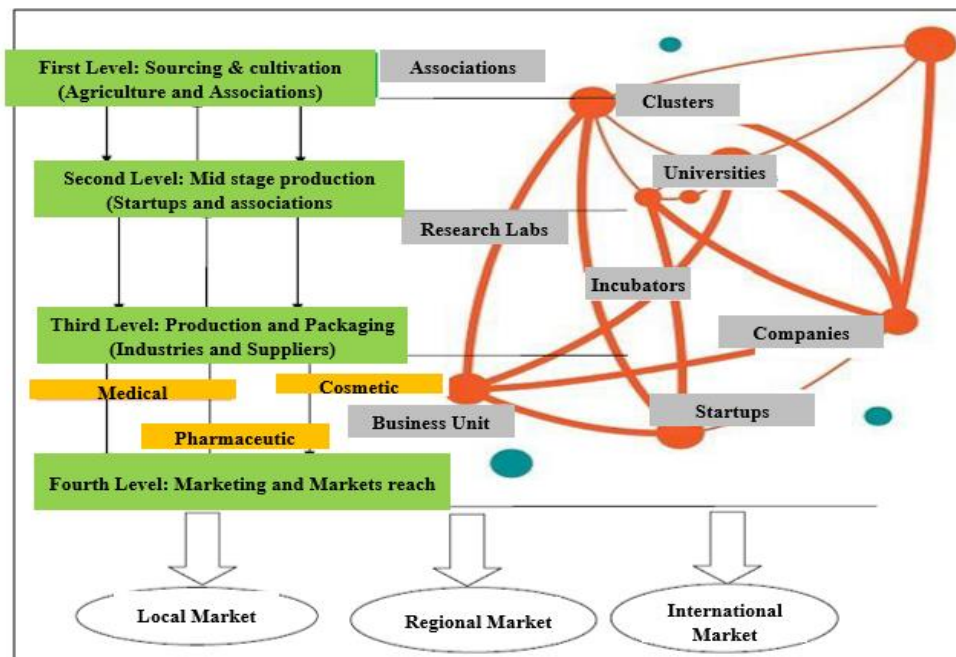 First Level: Sourcing & cultivation
(Agriculture and Associations)
Associations
Clusters
Second Level: Mid stage production
(Startups and associations
Universities
Research Labs
Incubators
Third Level: Production and Packaging
(Industries and Suppliers)
Companies
Medical
Cosmetic
Business Unit
Startups
Pharmaceutic
Fourth Level: Marketing and Markets reach
Local Market
Regional Market
International
Market